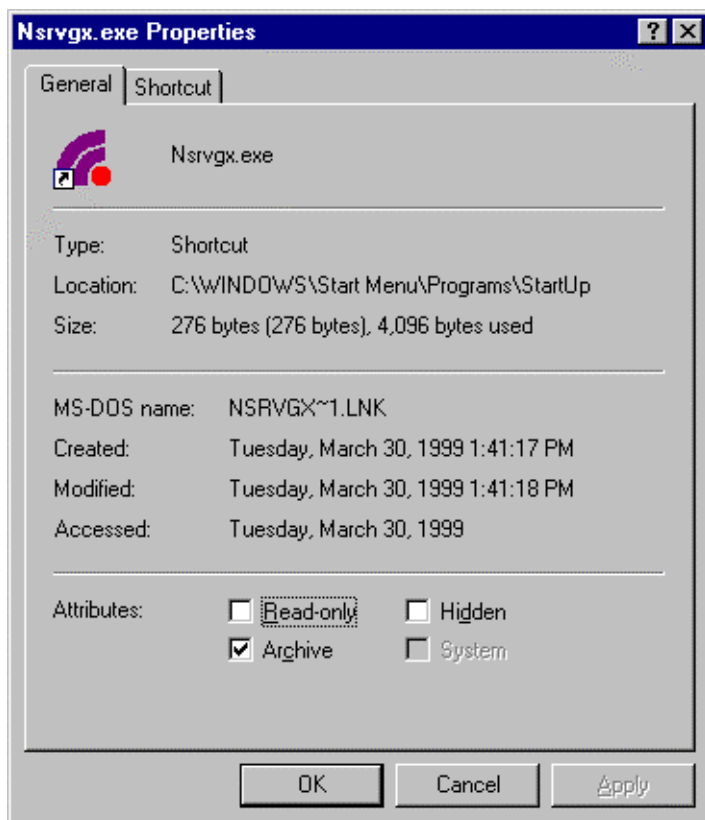 Nsrvgx.exe Properties
General Shortcut
Nsrvgx.exe
Type: Shortcut
Location: C:\WINDOWS\Start Menu\Programs\StartUp
Size: 276 bytes (276 bytes), 4,096 bytes used
MS-DOS name: NSRVGX~1.LNK
Created: Tuesday, March 30, 1999 1:41:17 PM
Modified: Tuesday, March 30, 1999 1:41:18 PM
Accessed: Tuesday, March 30, 1999
Attributes: Read-only Hidden
Archive System
OK Cancel Apply